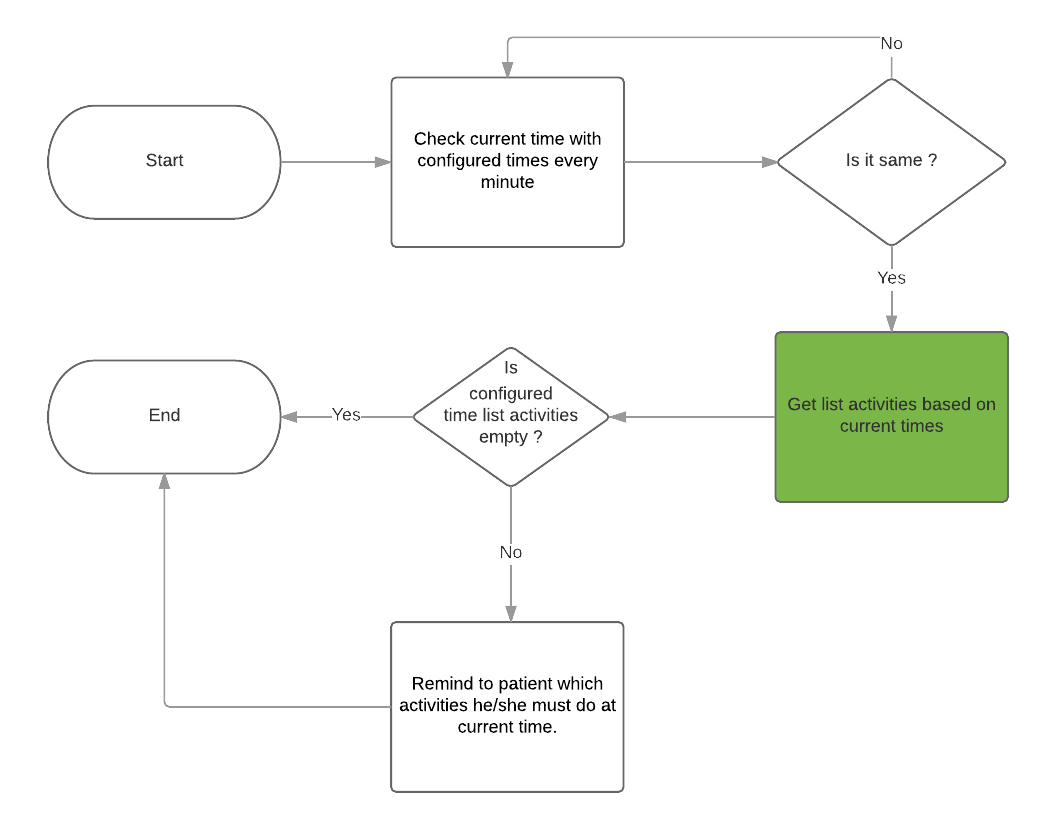 No
Start
Check current time with
configured times every
minute
Is it same ?
Yes
End
Yes
Is
configured
time list activities
empty ?
Get list activities based on
current times
No
Remind to patient which
activities he/she must do at
current time.